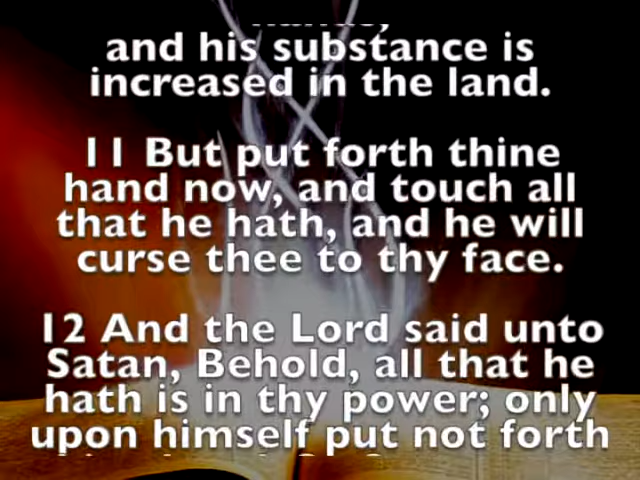 and his substance is
increased in the land.
11 But put forth thine
hand now, and touch all
that he hath, and he will
curse thee to thy face.
12 And the Lord said unto
Satan, Behold, all that he
hath is in thy power; only
upon himself put not forth